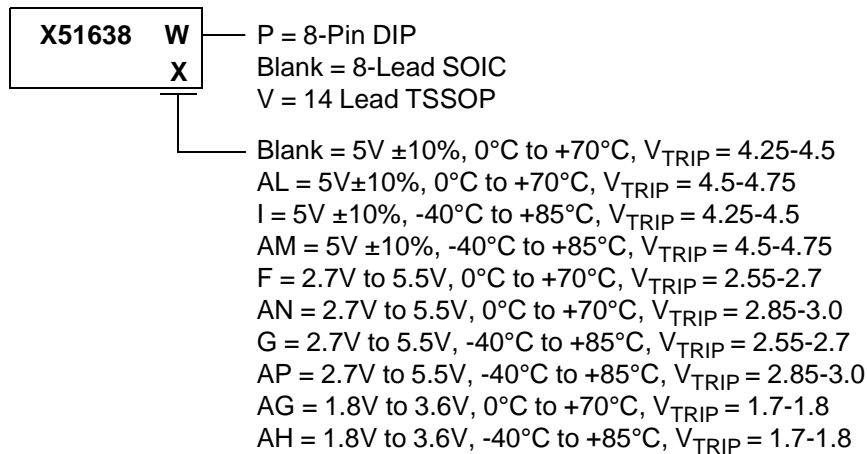 X51638 W P = 8-Pin DIP
X Blank = 8-Lead SOIC
V = 14 Lead TSSOP
Blank = 5V ±10%, 0°C to +70°C, VTRIP = 4.25-4.5
AL = 5V±10%, 0°C to +70°C, VTRIP = 4.5-4.75
I = 5V ±10%, -40°C to +85°C, VTRIP = 4.25-4.5
AM = 5V ±10%, -40°C to +85°C, VTRIP = 4.5-4.75
F = 2.7V to 5.5V, 0°C to +70°C, VTRIP = 2.55-2.7
AN = 2.7V to 5.5V, 0°C to +70°C, VTRIP = 2.85-3.0
G = 2.7V to 5.5V, -40°C to +85°C, VTRIP = 2.55-2.7
AP = 2.7V to 5.5V, -40°C to +85°C, VTRIP = 2.85-3.0
AG = 1.8V to 3.6V, 0°C to +70°C, VTRIP = 1.7-1.8
AH = 1.8V to 3.6V, -40°C to +85°C, VTRIP = 1.7-1.8